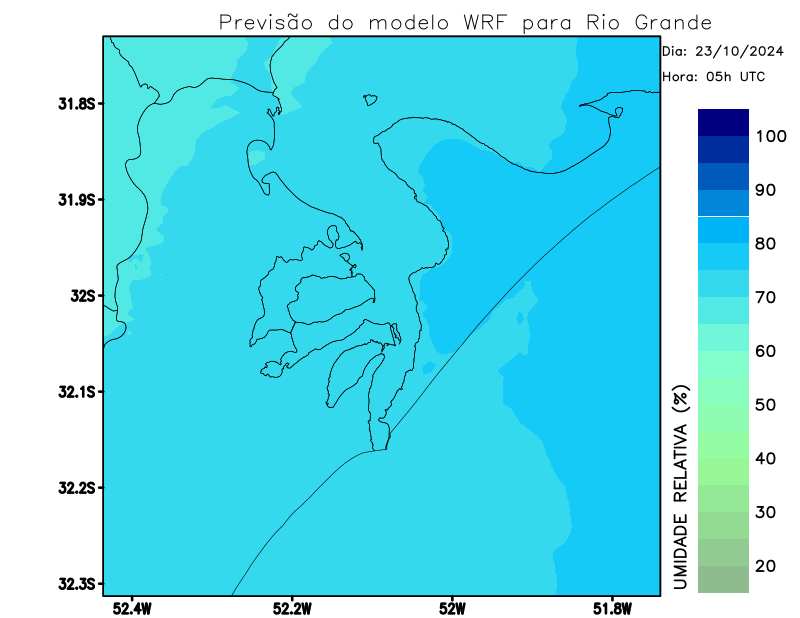 Previsão do modelo WRF para Rio Grande
Dia: 23/10/2024
Hora: 05h UTC
31.8S
31.9S
32S
32.1S
32.2S
32.3S
52.4W
52.2W
52W
51.8W
100
90
80
70
60
50
40
30
20
UMIDADE RELATIVA (%)